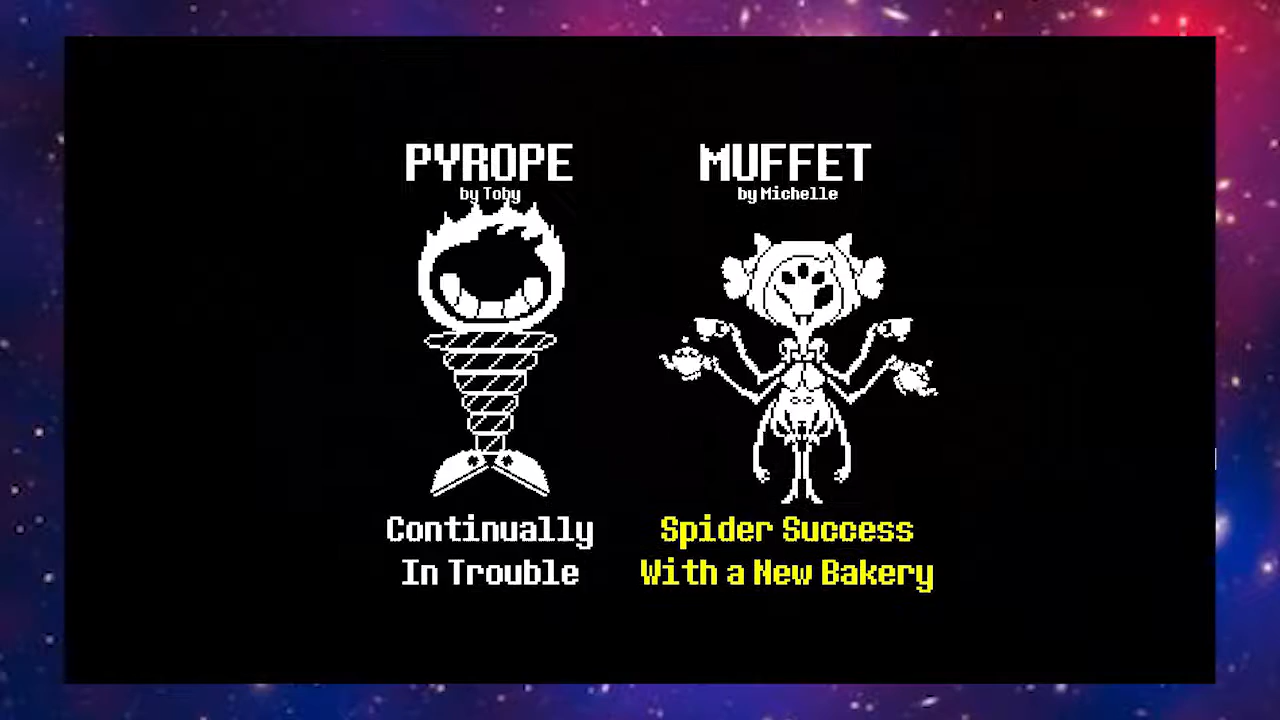 PYROPE
by Toby
Continually
In Trouble
MUFFET
by Michelle
Spider Success
With a New Bakery